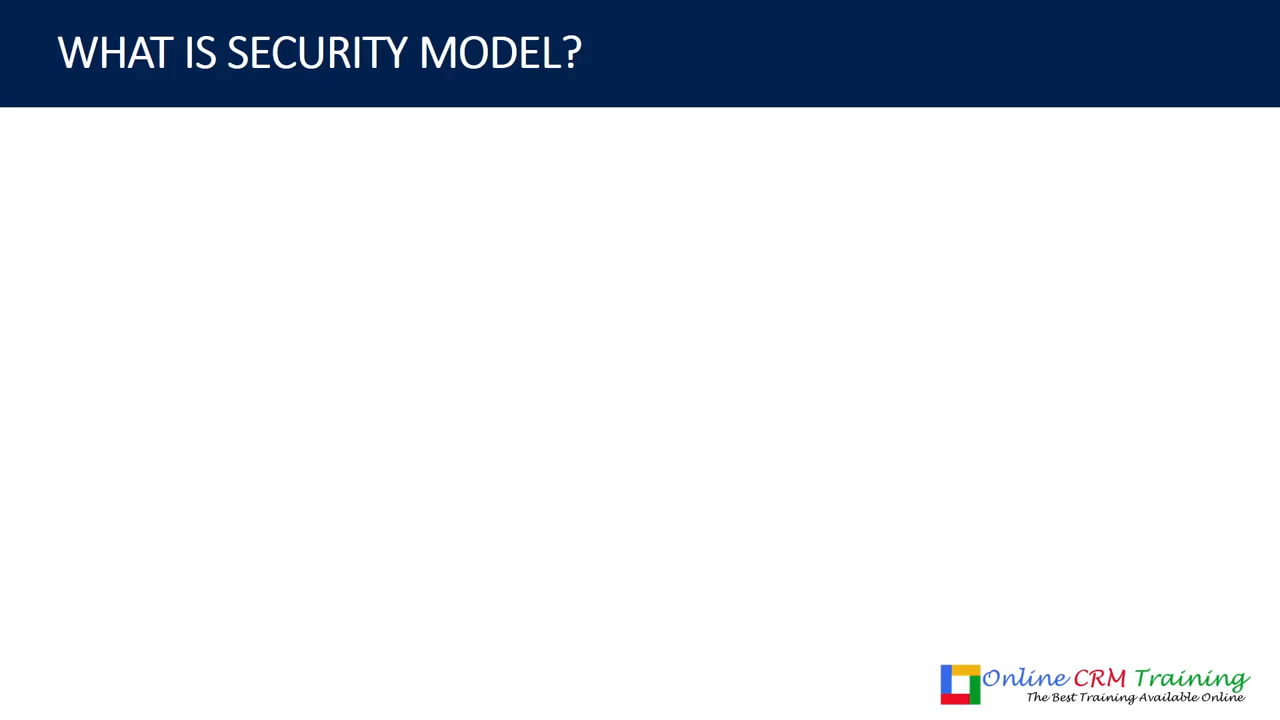 WHAT IS SECURITY MODEL?
Online CRM Training
The Best Training Available Online